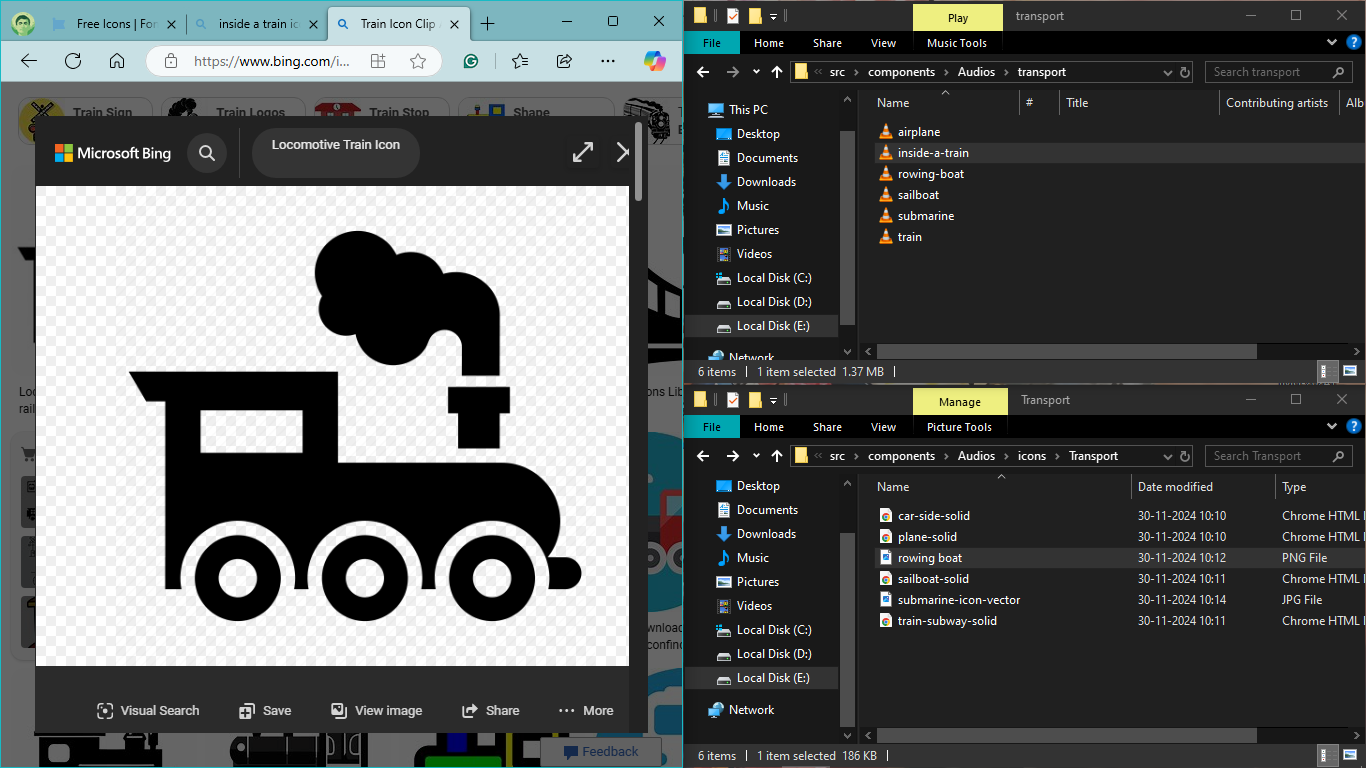 Free Icons | Fon
inside a train ic
Train Icon Clip
https://www.bing.com/i...
Train Sign
Train Logos
Train Stop
Shape
Microsoft Bing
Locomotive Train Icon
Visual Search
Save
View image
Share
More
Feedback
Play
transport
File
Home
Share
View
Music Tools
src
components
Audios
transport
Search transport
This PC
Desktop
Documents
Downloads
Music
Pictures
Videos
Local Disk (C:)
Local Disk (D:)
Local Disk (E:)
Network
Name # Title Contributing artists Alb
airplane
inside-a-train
rowing-boat
sailboat
submarine
train
6 items 1 item selected 1.37 MB
Manage
Transport
File
Home
Share
View
Picture Tools
src
components
Audios
icons
Transport
Search Transport
Desktop
Documents
Downloads
Music
Pictures
Videos
Local Disk (C:)
Local Disk (D:)
Local Disk (E:)
Network
Name Date modified Type
car-side-solid 30-11-2024 10:10 Chrome HTML
plane-solid 30-11-2024 10:10 Chrome HTML
rowing boat 30-11-2024 10:12 PNG File
sailboat-solid 30-11-2024 10:11 Chrome HTML
submarine-icon-vector 30-11-2024 10:14 JPG File
train-subway-solid 30-11-2024 10:11 Chrome HTML
6 items 1 item selected 186 KB